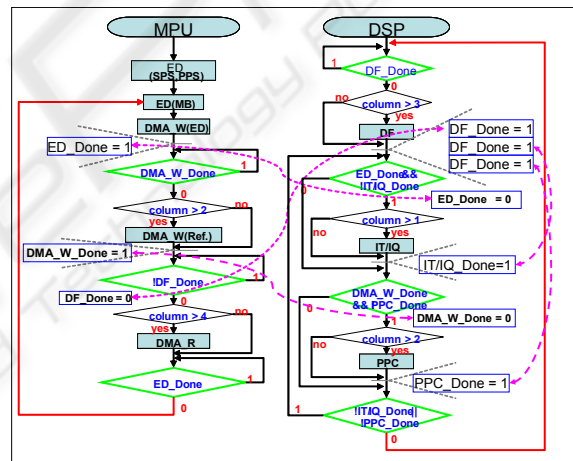 MPU
ED
(SPS,PPS)
ED(MB)
DMA_W(ED)
ED_Done = 1
1
DMA_W_Done
0
column > 2
no
yes
DMA_W(Ref.)
DMA_W_Done = 1
!DF_Done
1
DF_Done = 0
0
column > 4
no
yes
DMA_R
ED_Done
1
0
DSP
1
DF_Done
0
no
column > 3
yes
DF
DF_Done = 1
DF_Done = 1
DF_Done = 1
ED_Done&&
!IT/IQ_Done
0
ED_Done = 0
1
column > 1
no
yes
IT/IQ
IT/IQ_Done=1
0
DMA_W_Done
&& PPC_Done
DMA_W_Done = 0
1
column > 2
no
yes
PPC
PPC_Done = 1
1
!IT/IQ_Done||
!PPC_Done
0